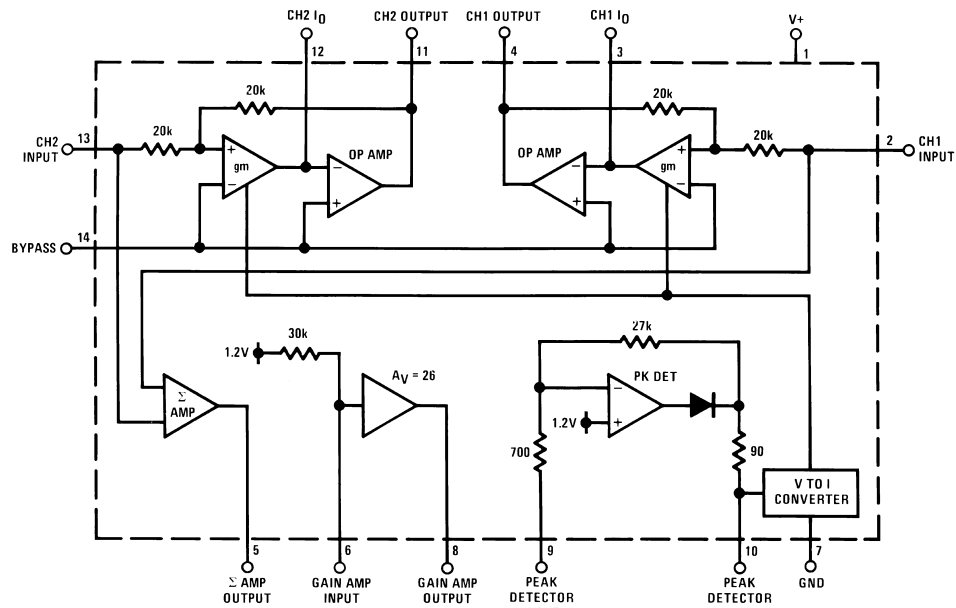 CH2 IO
CH2 OUTPUT
CH1 OUTPUT
CH1 IO
V+
12
11
4
3
1
20k
20k
20k
20k
CH2
INPUT
13
2
CH1
INPUT
+
gm
−
OP AMP
−
+
OP AMP
−
+
+
gm
−
BYPASS
14
1.2V
30k
AV = 26
27k
PK DET
−
+
1.2V
Σ
AMP
700
90
V TO I
CONVERTER
5
6
8
9
10
7
Σ AMP
OUTPUT
GAIN AMP
INPUT
GAIN AMP
OUTPUT
PEAK
DETECTOR
PEAK
DETECTOR
GND